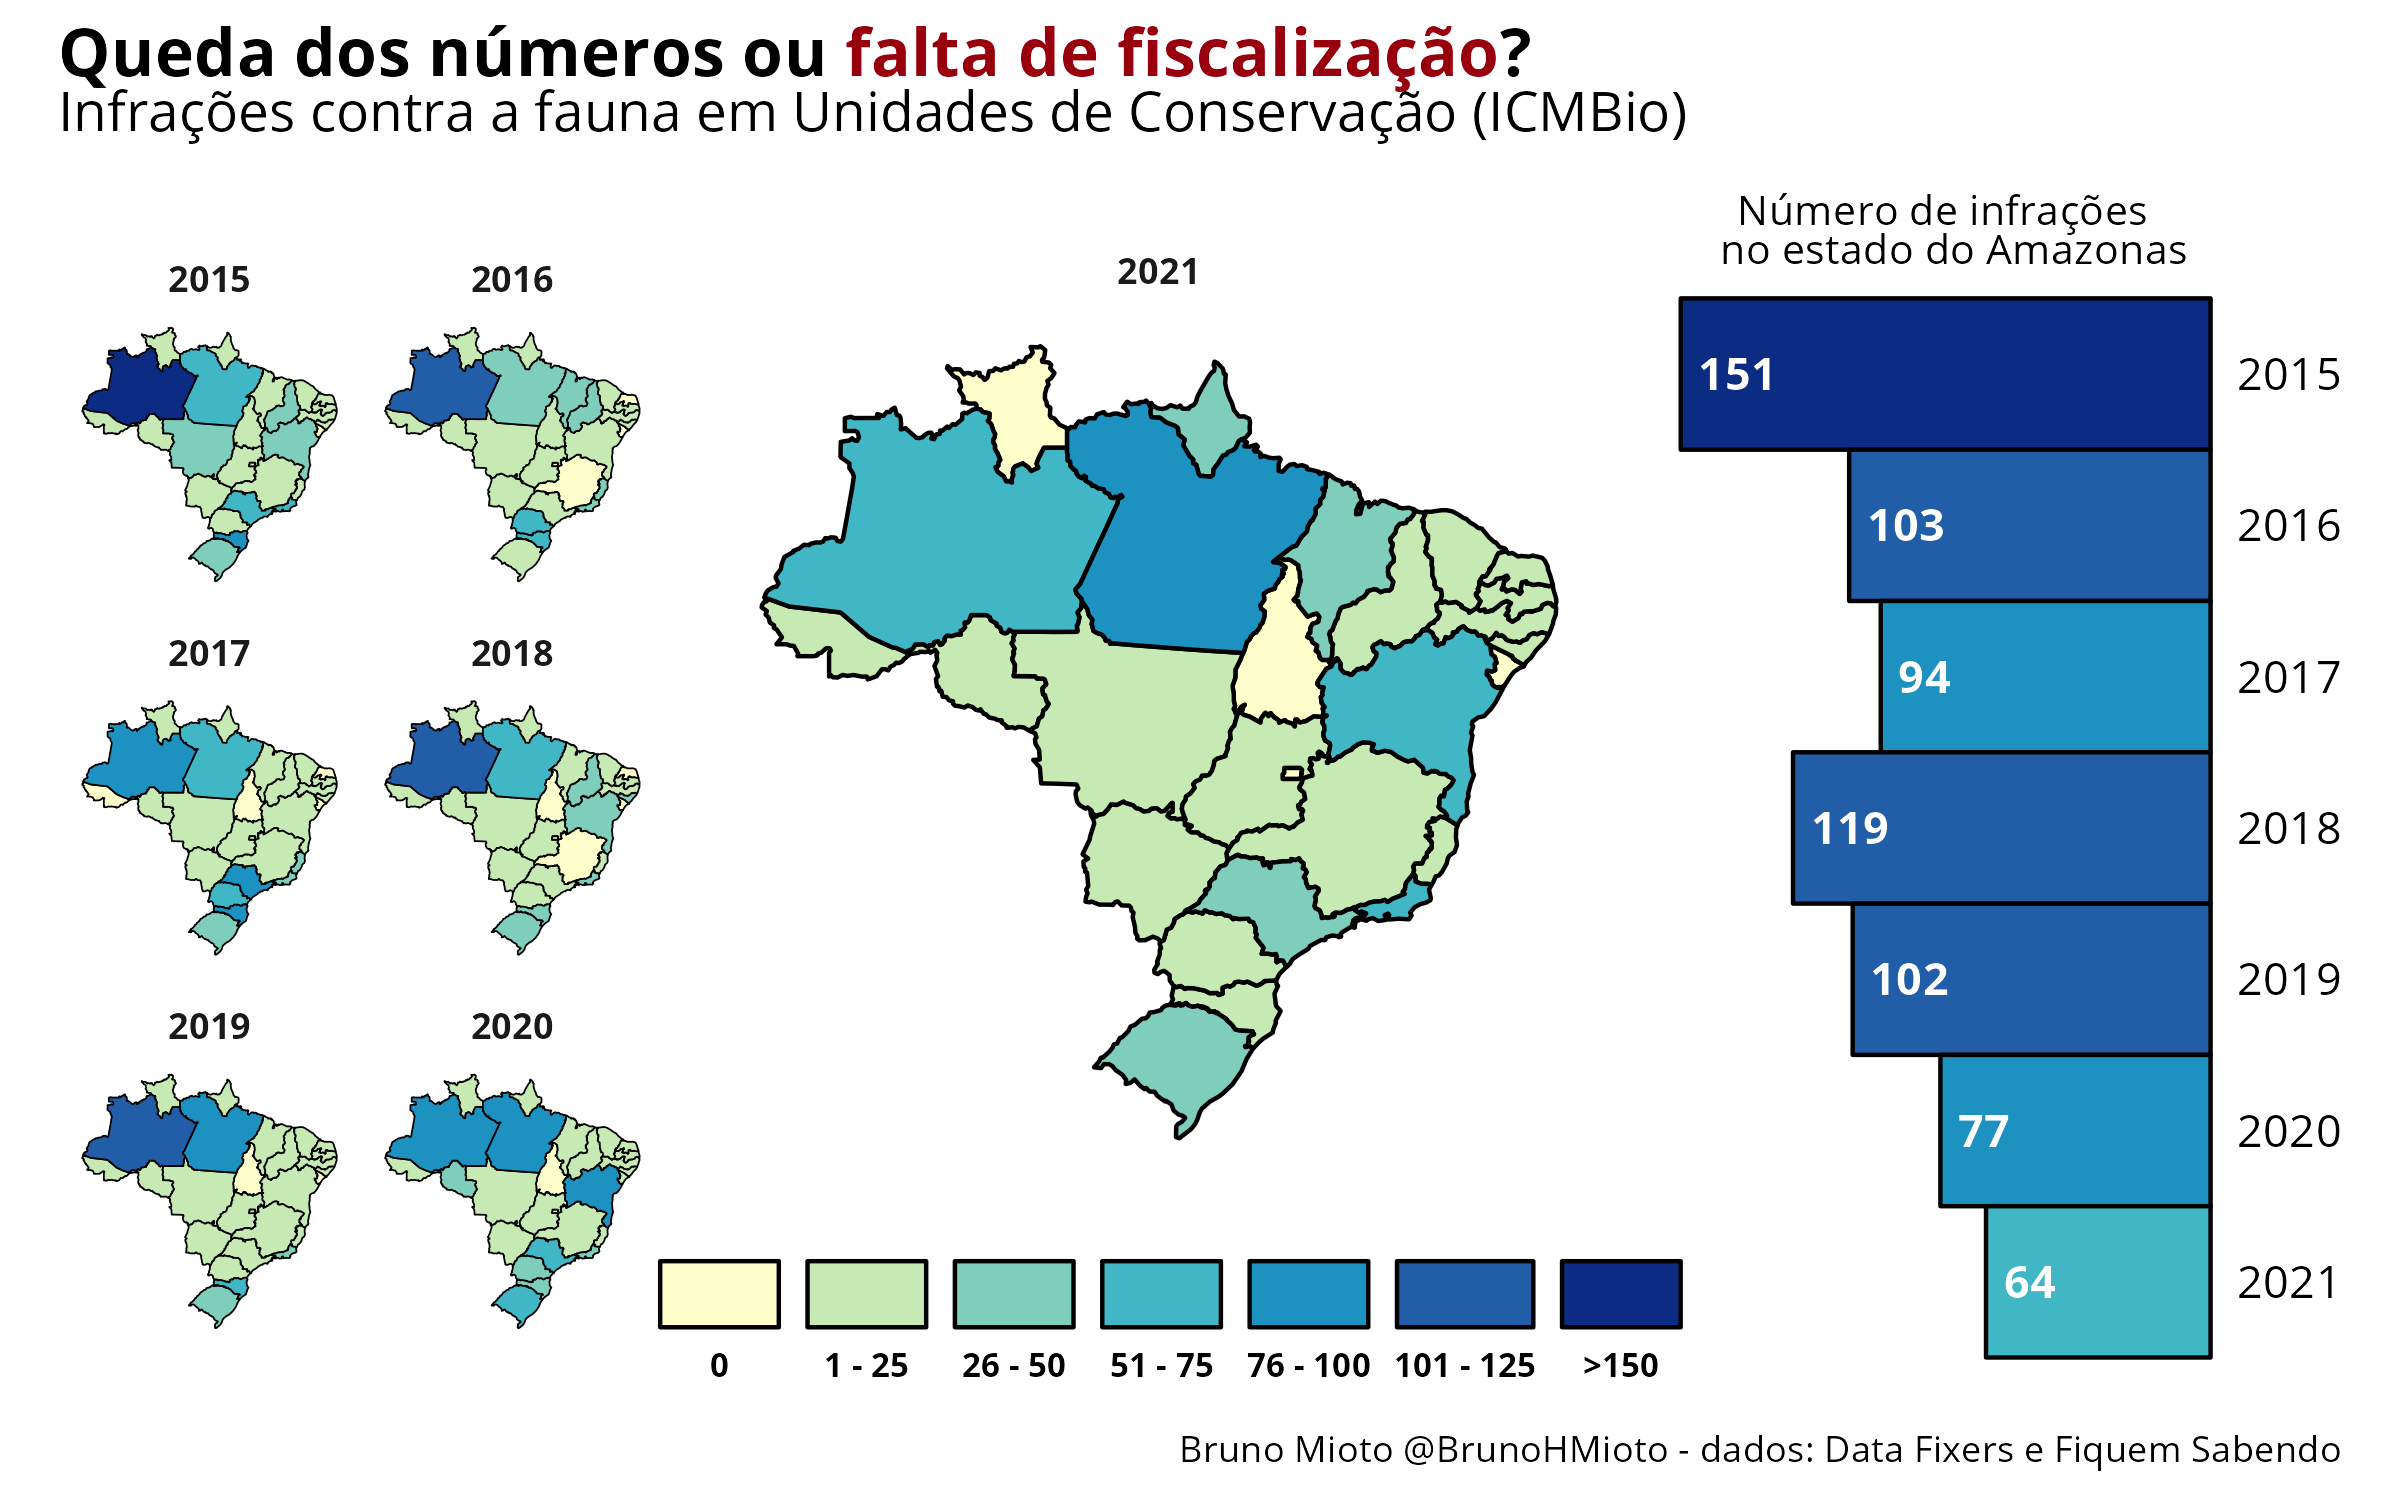 Queda dos números ou falta de fiscalização?
Infrações contra a fauna em Unidades de Conservação (ICMBio)
2015
2016
2017
2018
2019
2020
2021
0
1 - 25
26 - 50
51 - 75
76 - 100
101 - 125
>150
Número de infrações
no estado do Amazonas
151 2015
103 2016
94 2017
119 2018
102 2019
77 2020
64 2021
Bruno Mioto @BrunoHMioto - dados: Data Fixers e Fiquem Sabendo